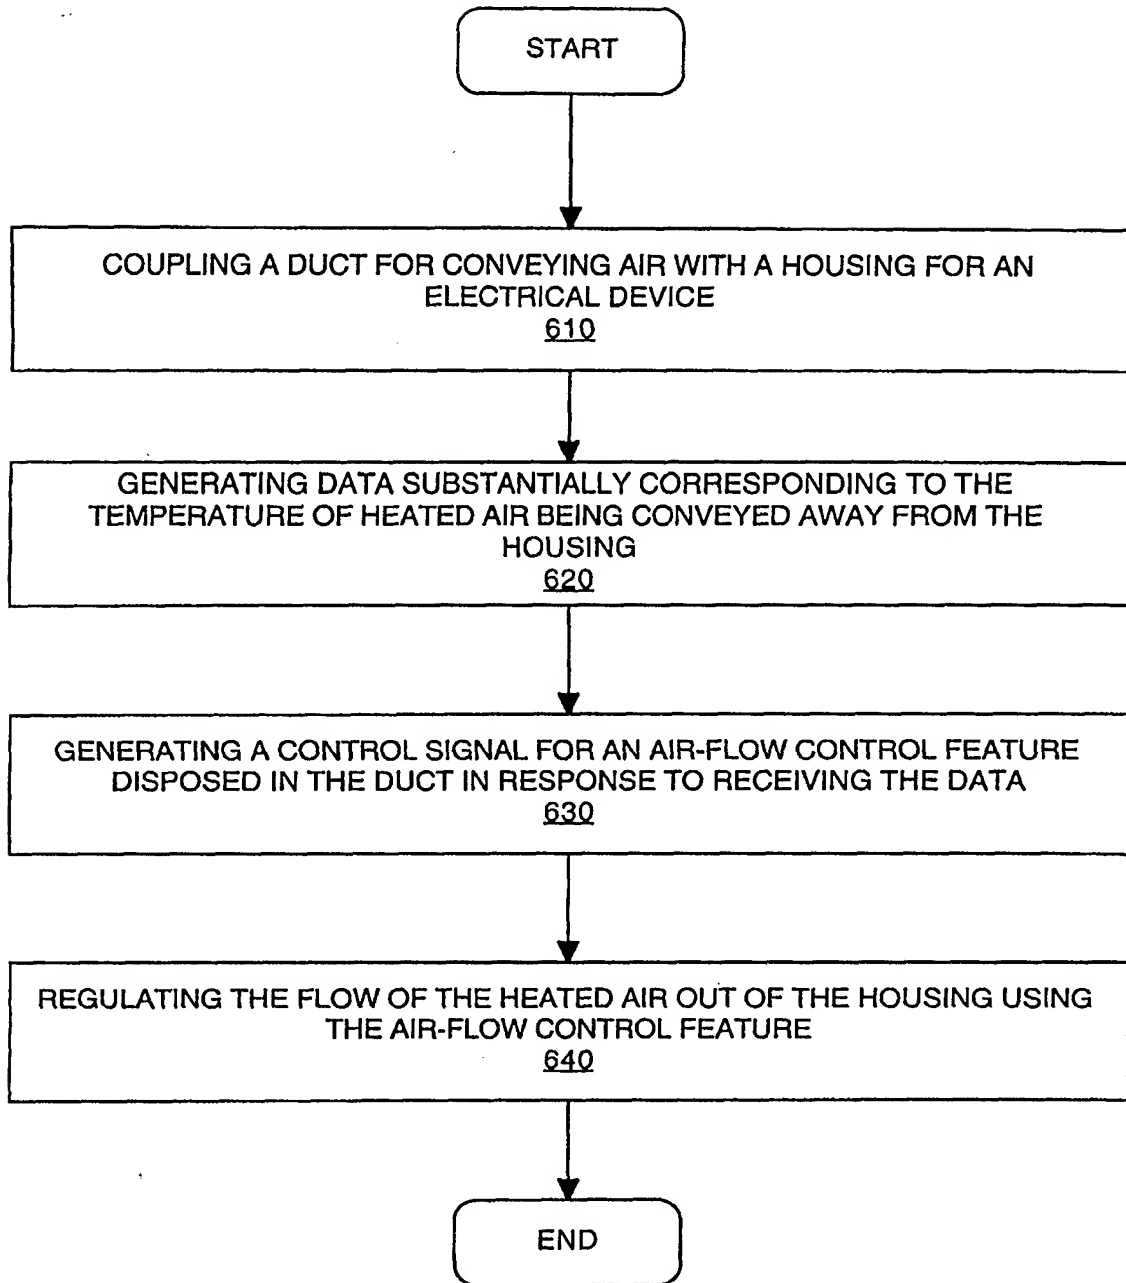 START
COUPLING A DUCT FOR CONVEYING AIR WITH A HOUSING FOR AN
ELECTRICAL DEVICE
610
GENERATING DATA SUBSTANTIALLY CORRESPONDING TO THE
TEMPERATURE OF HEATED AIR BEING CONVEYED AWAY FROM THE
HOUSING
620
GENERATING A CONTROL SIGNAL FOR AN AIR-FLOW CONTROL FEATURE
DISPOSED IN THE DUCT IN RESPONSE TO RECEIVING THE DATA
630
REGULATING THE FLOW OF THE HEATED AIR OUT OF THE HOUSING USING
THE AIR-FLOW CONTROL FEATURE
640
END